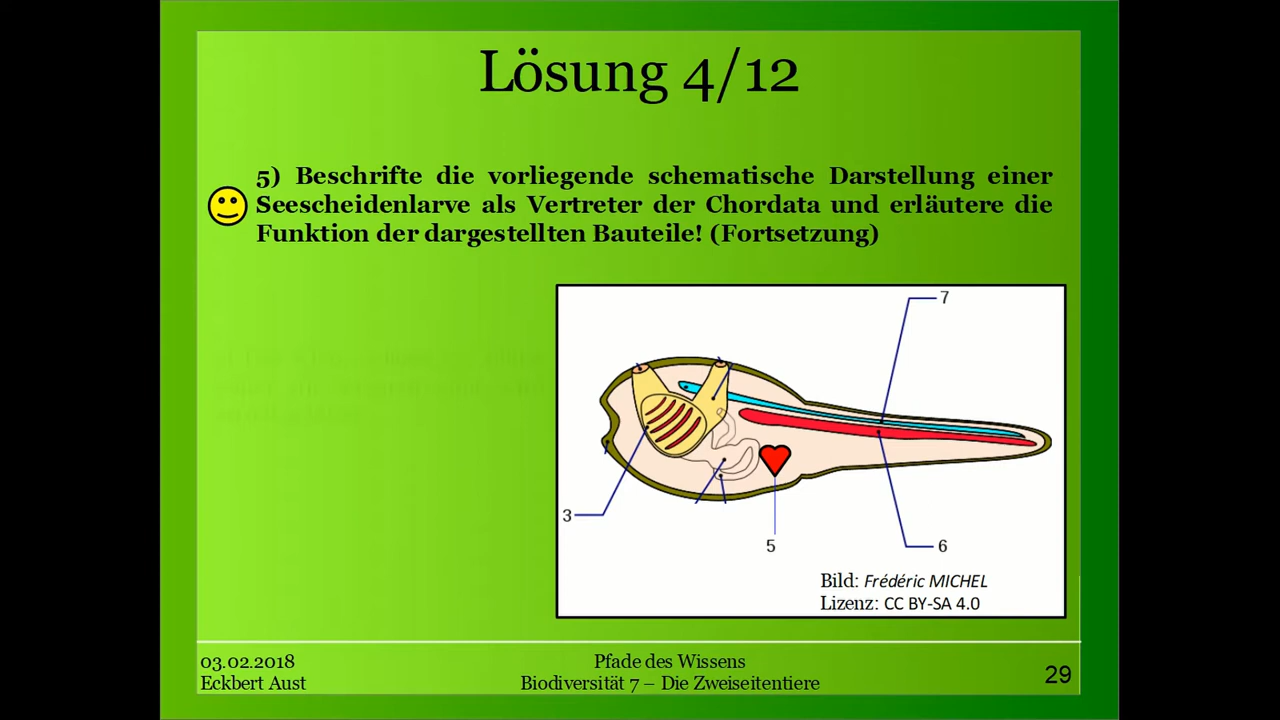 Lösung 4/12
5) Beschrifte die vorliegende schematische Darstellung einer
Seescheidenlarve als Vertreter der Chordata und erläutere die
Funktion der dargestellten Bauteile! (Fortsetzung)
7
3
5
6
Bild: Frédéric MICHEL
Lizenz: CC BY-SA 4.0
03.02.2018
Eckbert Aust
Pfade des Wissens
Biodiversität 7 – Die Zweiseitentiere
29